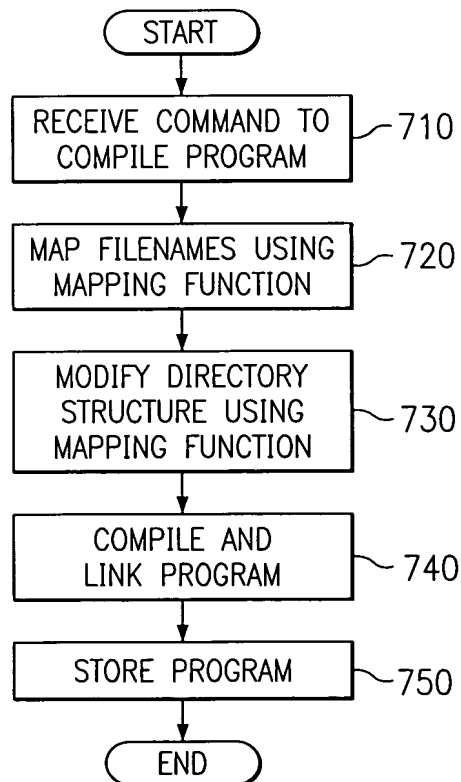 START
RECEIVE COMMAND TO
COMPILE PROGRAM
710
MAP FILENAMES USING
MAPPING FUNCTION
720
MODIFY DIRECTORY
STRUCTURE USING
MAPPING FUNCTION
730
COMPILE AND
LINK PROGRAM
740
STORE PROGRAM
750
END